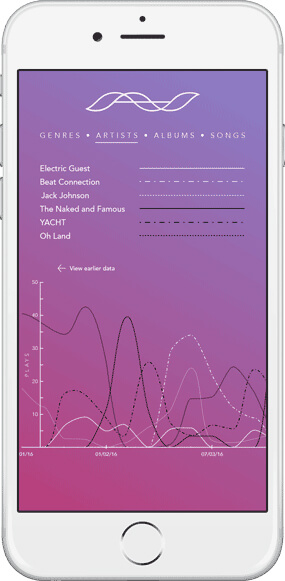 GENRES • ARTISTS • ALBUMS • SONGS
Electric Guest
Beat Connection
Jack Johnson
The Naked and Famous
YACHT
Oh Land
← View earlier data
50
40
30
20
10
PLAYS
01/16
01/02/16
07/03/16